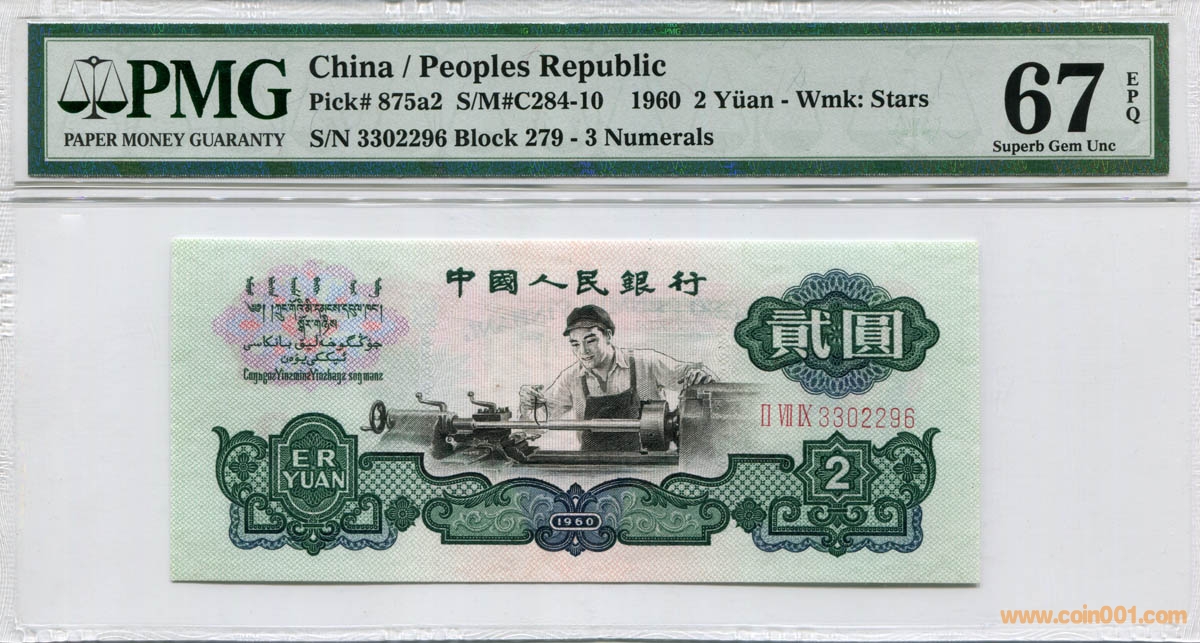 PMG
PAPER MONEY GUARANTY
China / Peoples Republic
Pick# 875a2 S/M#C284-10 1960 2 Yüan - Wmk: Stars
S/N 3302296 Block 279 - 3 Numerals
67
EPQ
Superb Gem Unc
中國人民銀行
貳圓
II VII IX 3302296
ER
YUAN
2
1960
www.coin001.com